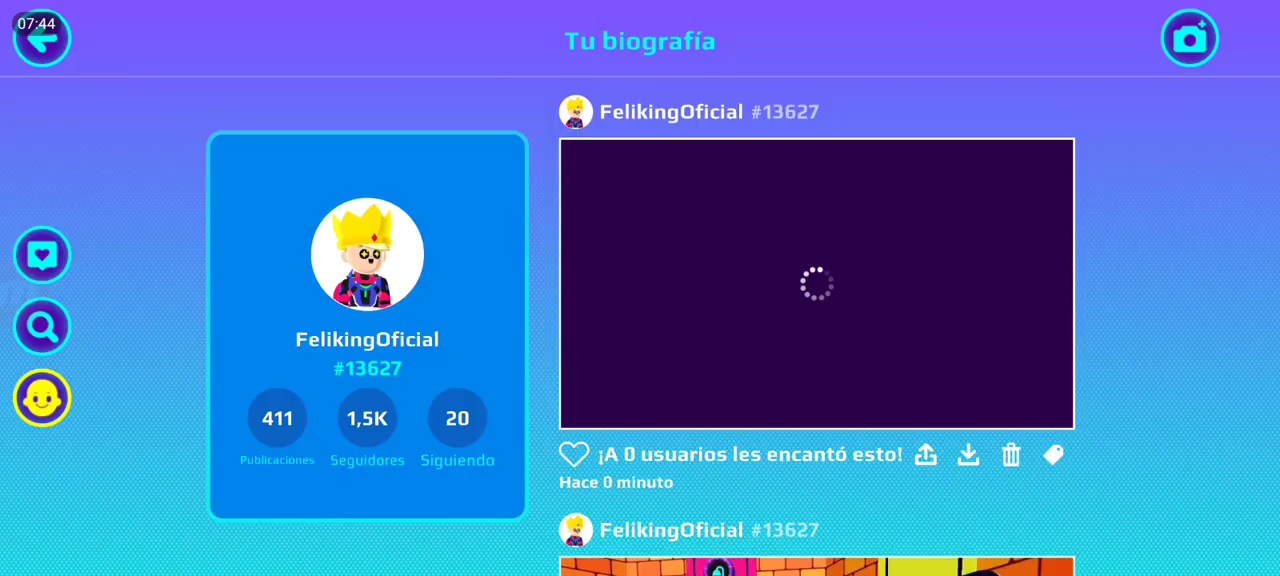 07:44
Tu biografía
FelikingOficial #13627
FelikingOficial
#13627
411 1,5K 20
Publicaciones Seguidores Siguiendo
¡A 0 usuarios les encantó esto!
Hace 0 minuto
FelikingOficial #13627